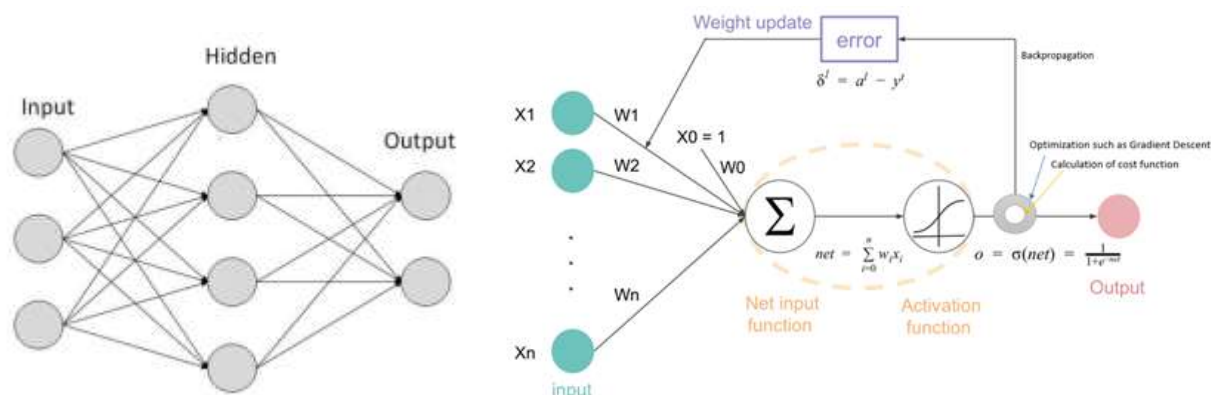 Input
Hidden
Output
Weight update
error
δˡ = aˡ − yᵗ
Backpropagation
X1
W1
X0 = 1
X2
W2
W0
Optimization such as Gradient Descent
Calculation of cost function
Σ
net = Σ wᵢxᵢ
n
i=0
o = σ(net) = 1/(1+e^-net)
.
.
.
.
Wn
Net input
function
Activation
function
Output
Xn
input